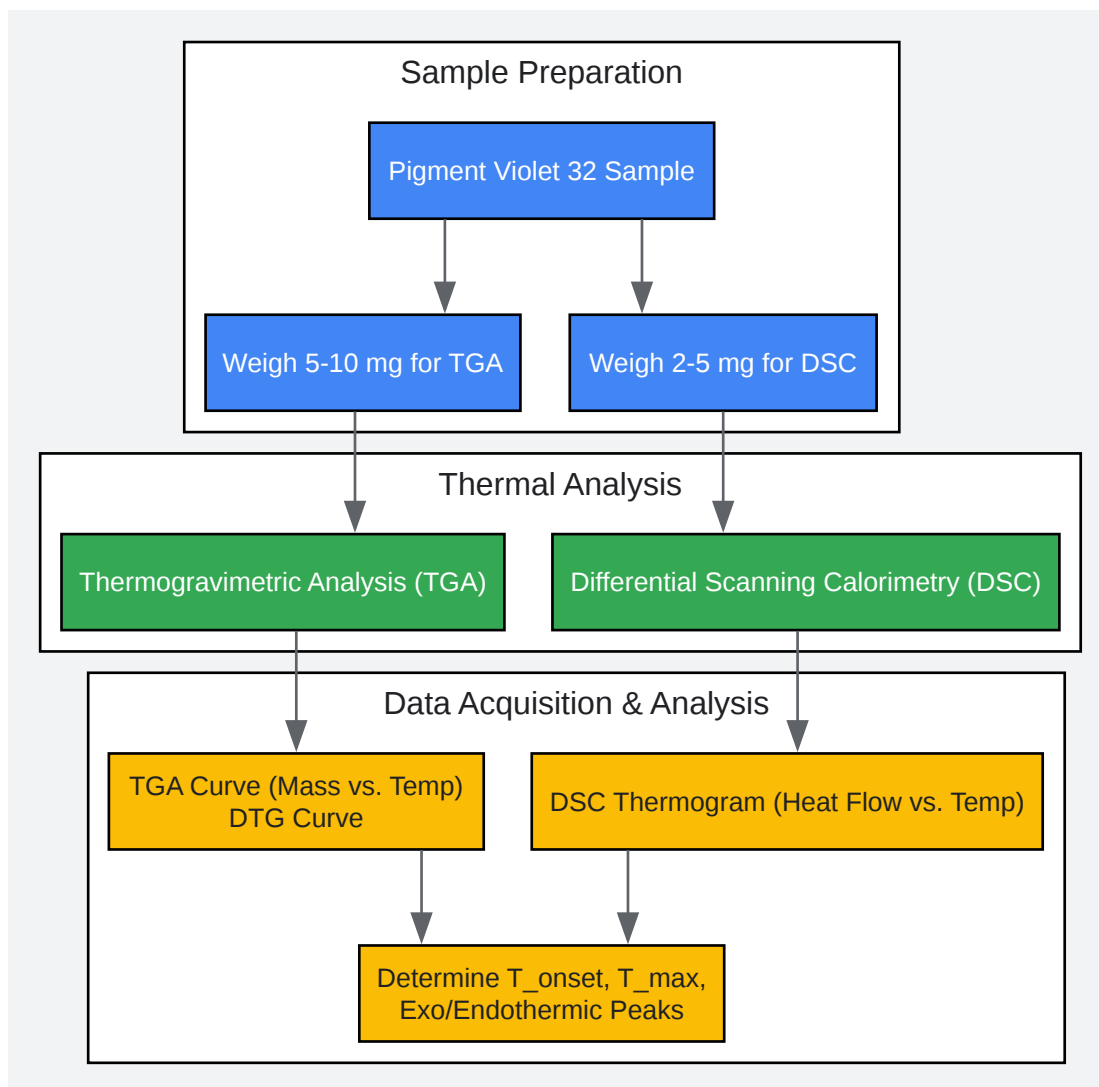 Sample Preparation
Pigment Violet 32 Sample
Weigh 5-10 mg for TGA
Weigh 2-5 mg for DSC
Thermal Analysis
Thermogravimetric Analysis (TGA)
Differential Scanning Calorimetry (DSC)
Data Acquisition & Analysis
TGA Curve (Mass vs. Temp)
DTG Curve
DSC Thermogram (Heat Flow vs. Temp)
Determine T_onset, T_max,
Exo/Endothermic Peaks